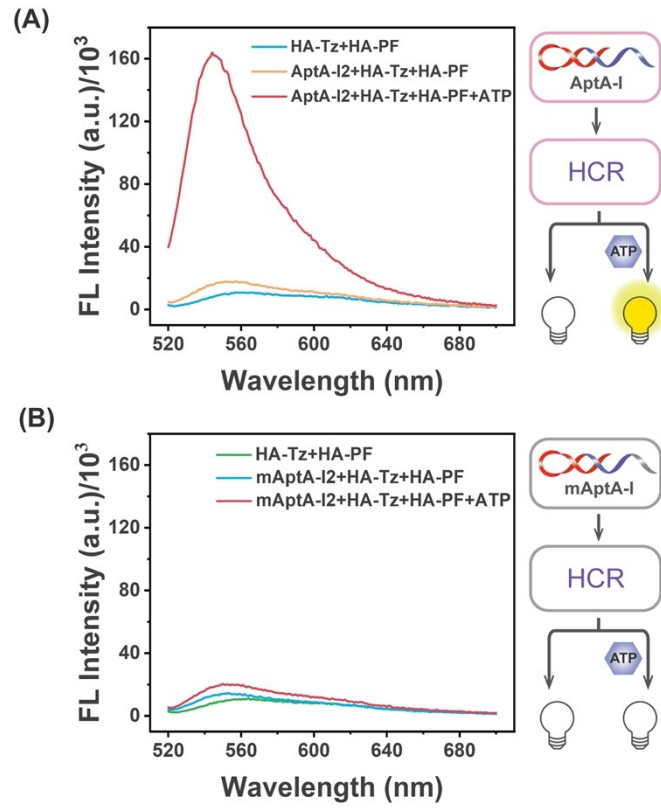 (A)
FL Intensity (a.u.)/10³
160
120
80
40
0
HA-Tz+HA-PF
AptA-I2+HA-Tz+HA-PF
AptA-I2+HA-Tz+HA-PF+ATP
520 560 600 640 680
Wavelength (nm)
AptA-I
HCR
ATP
(B)
FL Intensity (a.u.)/10³
160
120
80
40
0
HA-Tz+HA-PF
mAptA-I2+HA-Tz+HA-PF
mAptA-I2+HA-Tz+HA-PF+ATP
520 560 600 640 680
Wavelength (nm)
mAptA-I
HCR
ATP